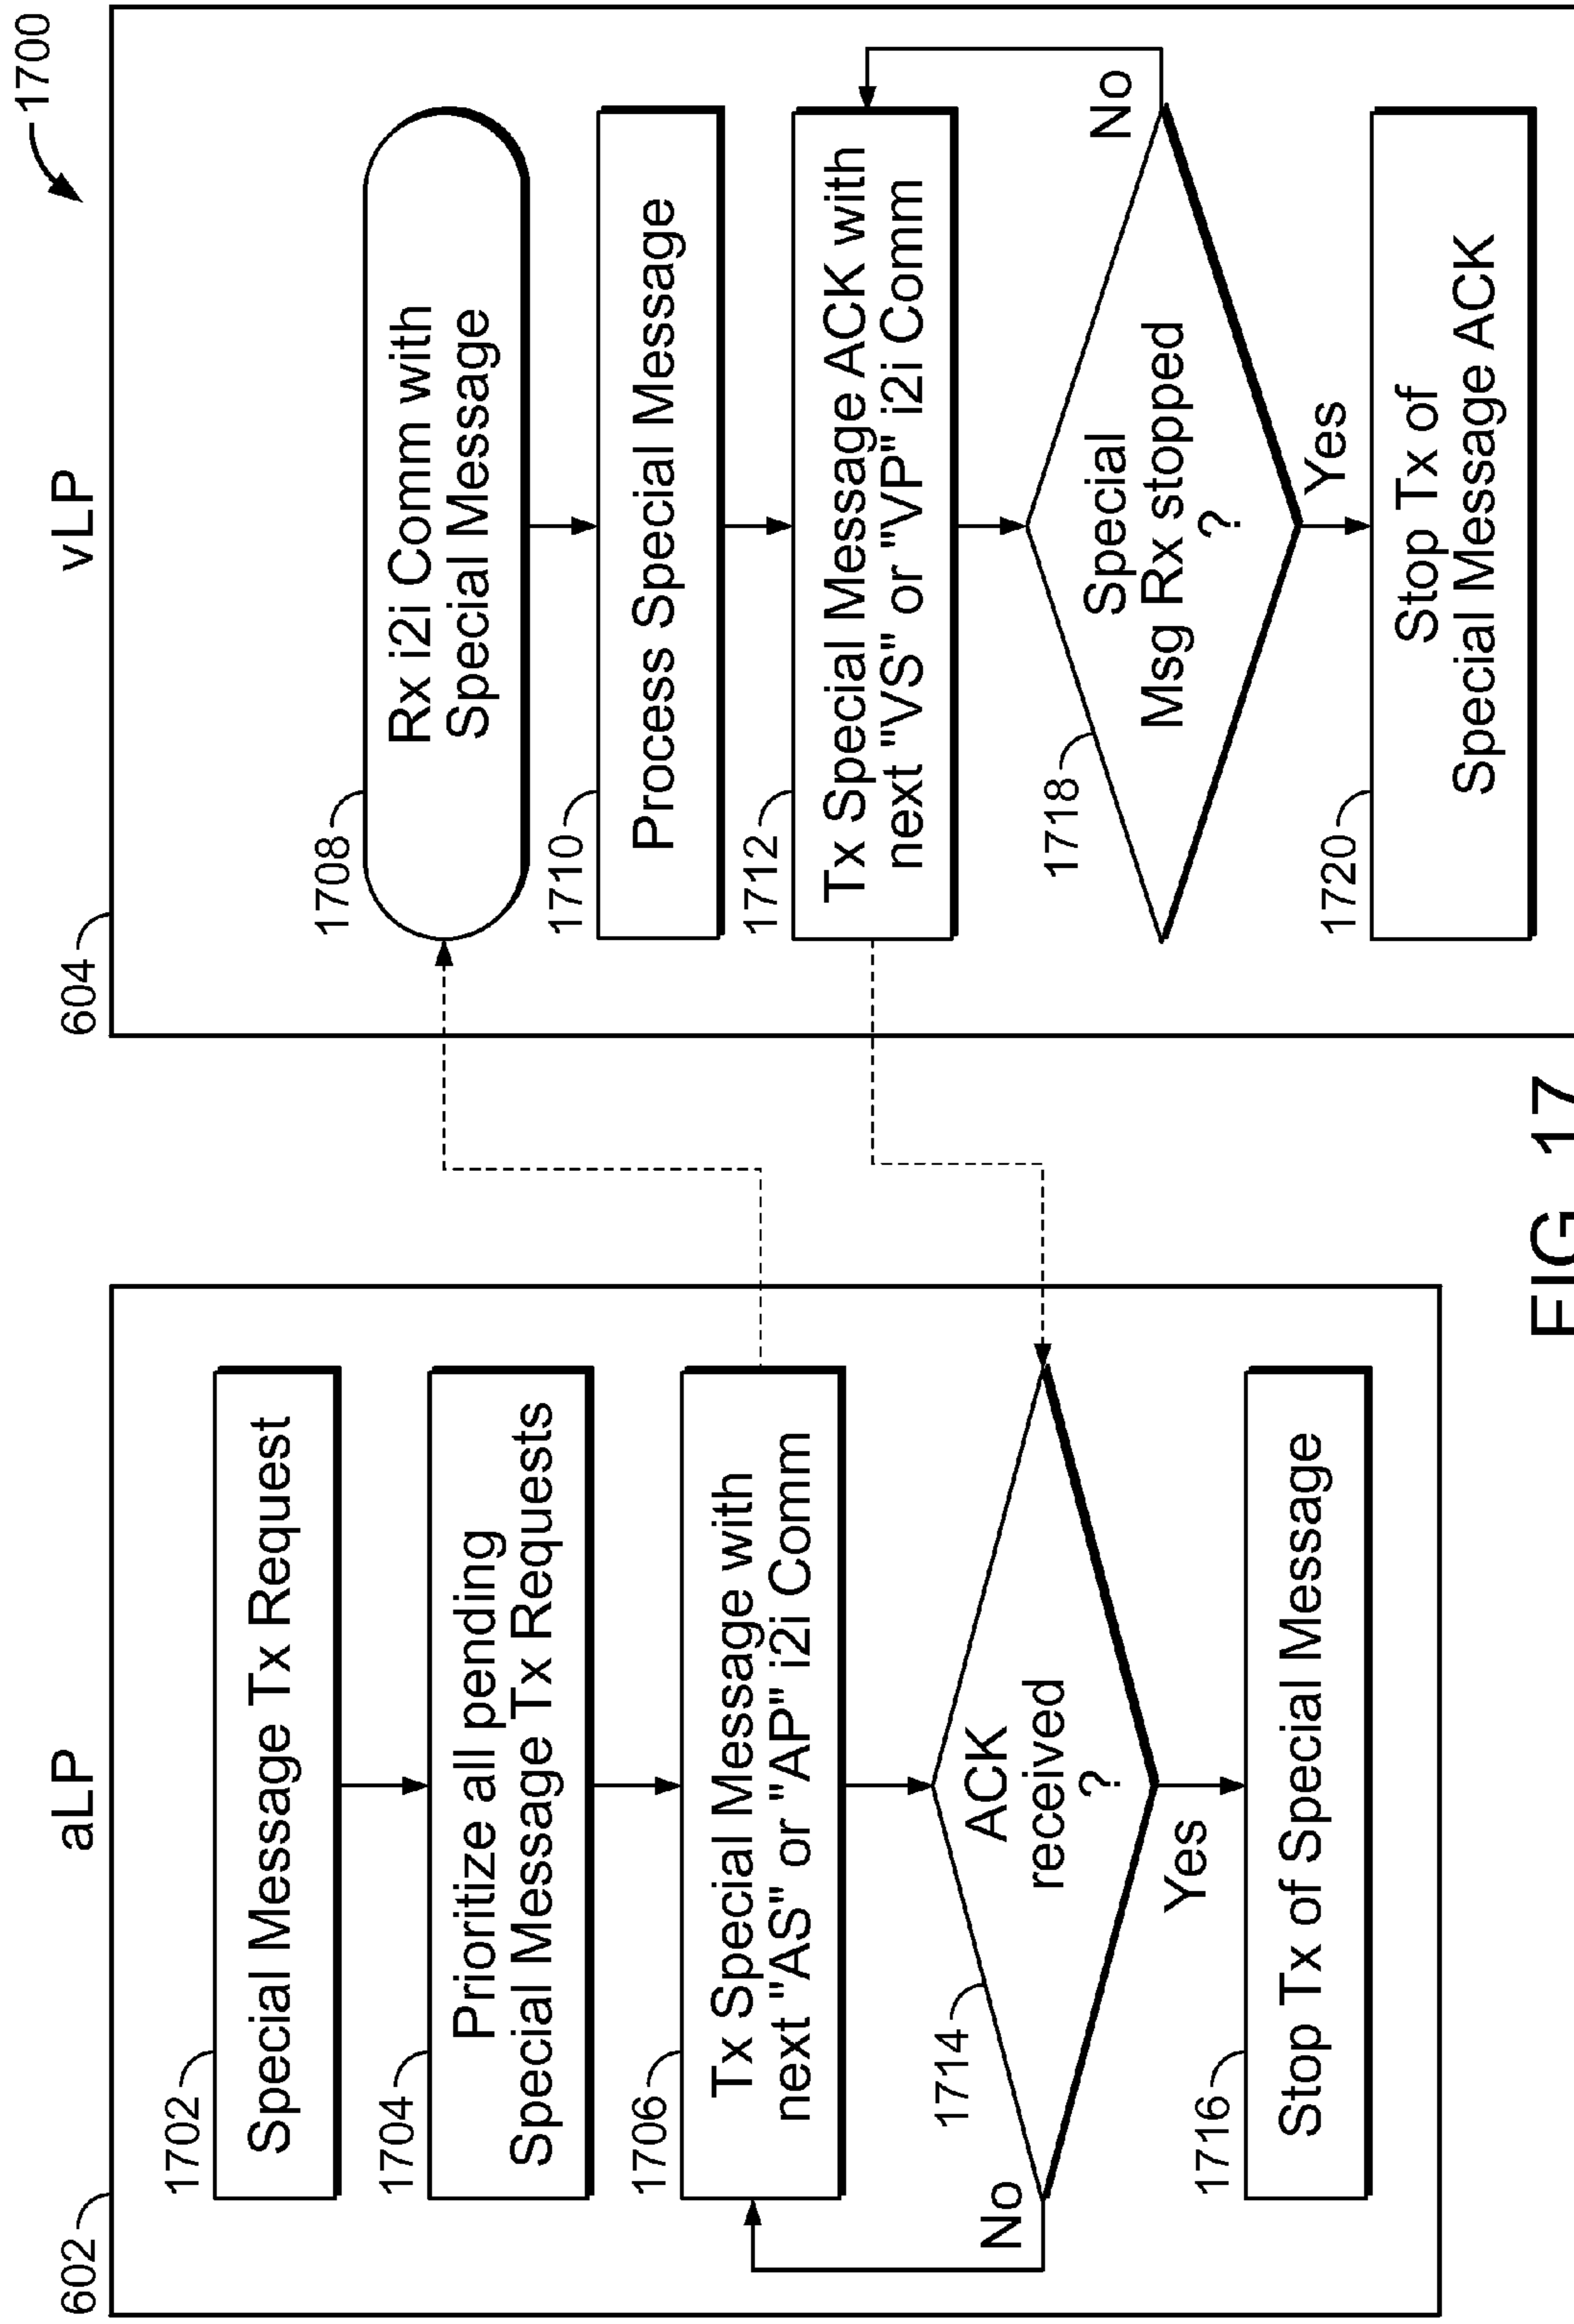 1700
aLP
602
1702
Special Message Tx Request
1704
Prioritize all pending
Special Message Tx Requests
1706
Tx Special Message with
next "AS" or "AP" i2i Comm
1714
ACK
received
?
No
Yes
1716
Stop Tx of Special Message
vLP
604
1708
Rx i2i Comm with
Special Message
1710
Process Special Message
1712
Tx Special Message ACK with
next "VS" or "VP" i2i Comm
1718
Special
Msg Rx stopped
?
No
Yes
1720
Stop Tx of
Special Message ACK
FIG. 17